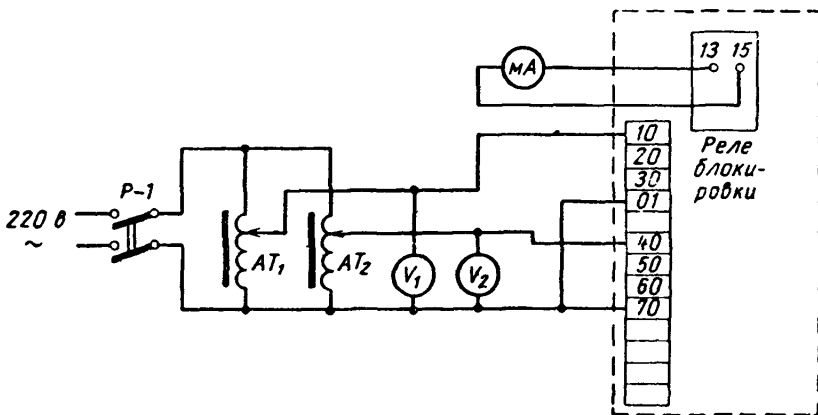 220 в
~
Р-1
АТ₁
АТ₂
V₁
V₂
мА
13 15
Реле
блоки-
ровки
10
20
30
01
40
50
60
70